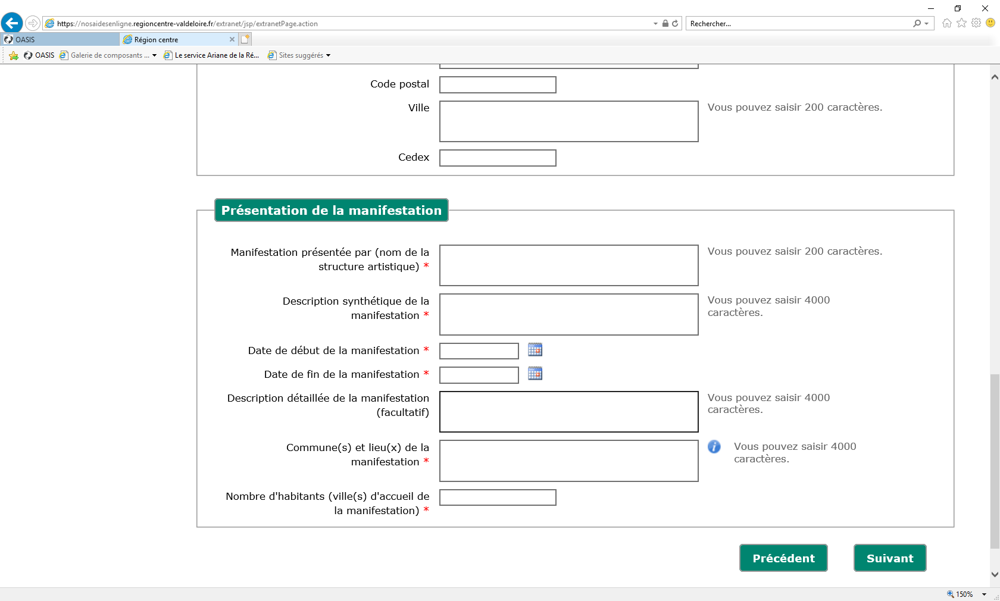 https://nosaidesenligne.regioncentre-valdeloire.fr/extranet/jsp/extranetPage.action
Rechercher...
OASIS
Région centre
OASIS
Galerie de composants ...
Le service Ariane de la Ré...
Sites suggérés
Code postal
Ville
Vous pouvez saisir 200 caractères.
Cedex
Présentation de la manifestation
Manifestation présentée par (nom de la
structure artistique) *
Vous pouvez saisir 200 caractères.
Description synthétique de la
manifestation *
Vous pouvez saisir 4000
caractères.
Date de début de la manifestation *
Date de fin de la manifestation *
Description détaillée de la manifestation
(facultatif)
Vous pouvez saisir 4000
caractères.
Commune(s) et lieu(x) de la
manifestation *
Vous pouvez saisir 4000
caractères.
Nombre d'habitants (ville(s) d'accueil de
la manifestation) *
Précédent
Suivant
150%